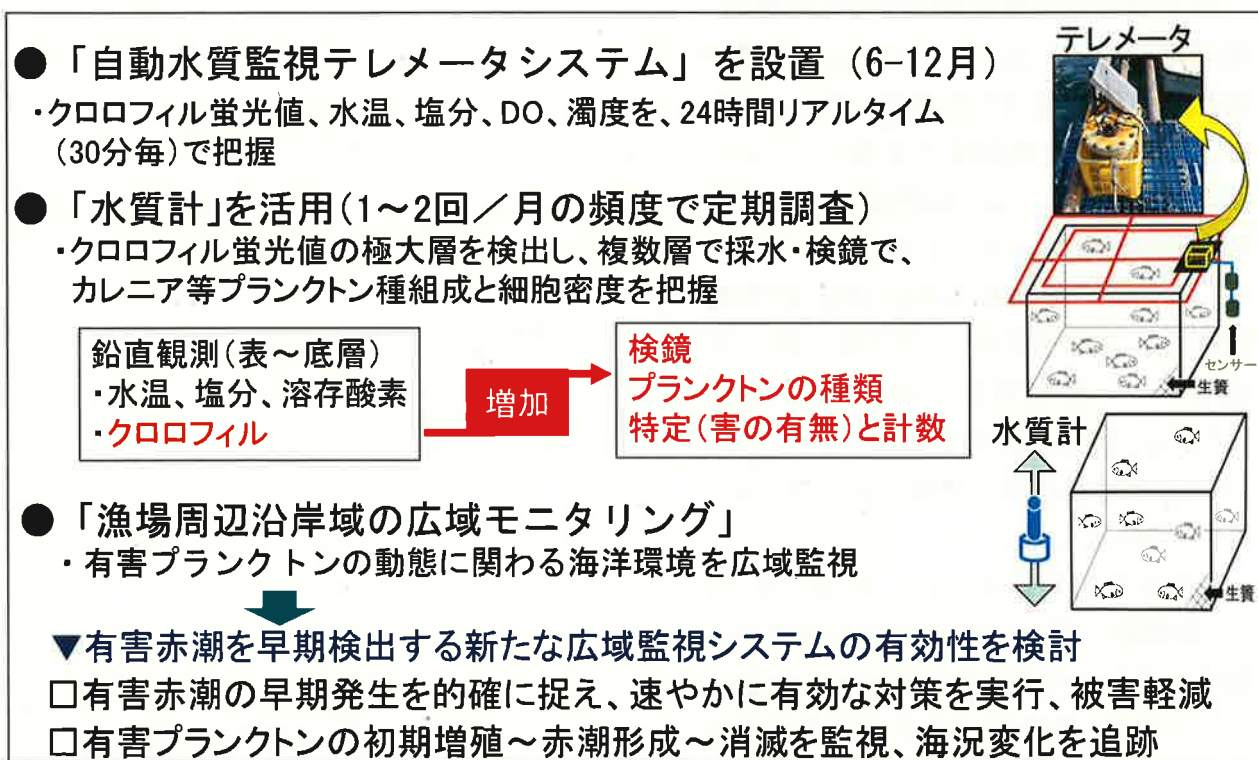 ●「自動水質監視テレメータシステム」を設置（6-12月）
・クロロフィル蛍光値、水温、塩分、DO、濁度を、24時間リアルタイム
（30分毎）で把握
●「水質計」を活用（1～2回／月の頻度で定期調査）
・クロロフィル蛍光値の極大層を検出し、複数層で採水・検鏡で、
カレニア等プランクトン種組成と細胞密度を把握
鉛直観測（表～底層）
・水温、塩分、溶存酸素
・クロロフィル
増加
検鏡
プランクトンの種類
特定（害の有無）と計数
●「漁場周辺沿岸域の広域モニタリング」
・有害プランクトンの動態に関わる海洋環境を広域監視
▼有害赤潮を早期検出する新たな広域監視システムの有効性を検討
□有害赤潮の早期発生を的確に捉え、速やかに有効な対策を実行、被害軽減
□有害プランクトンの初期増殖～赤潮形成～消滅を監視、海況変化を追跡
テレメータ
センサー
生簀
水質計
生簀